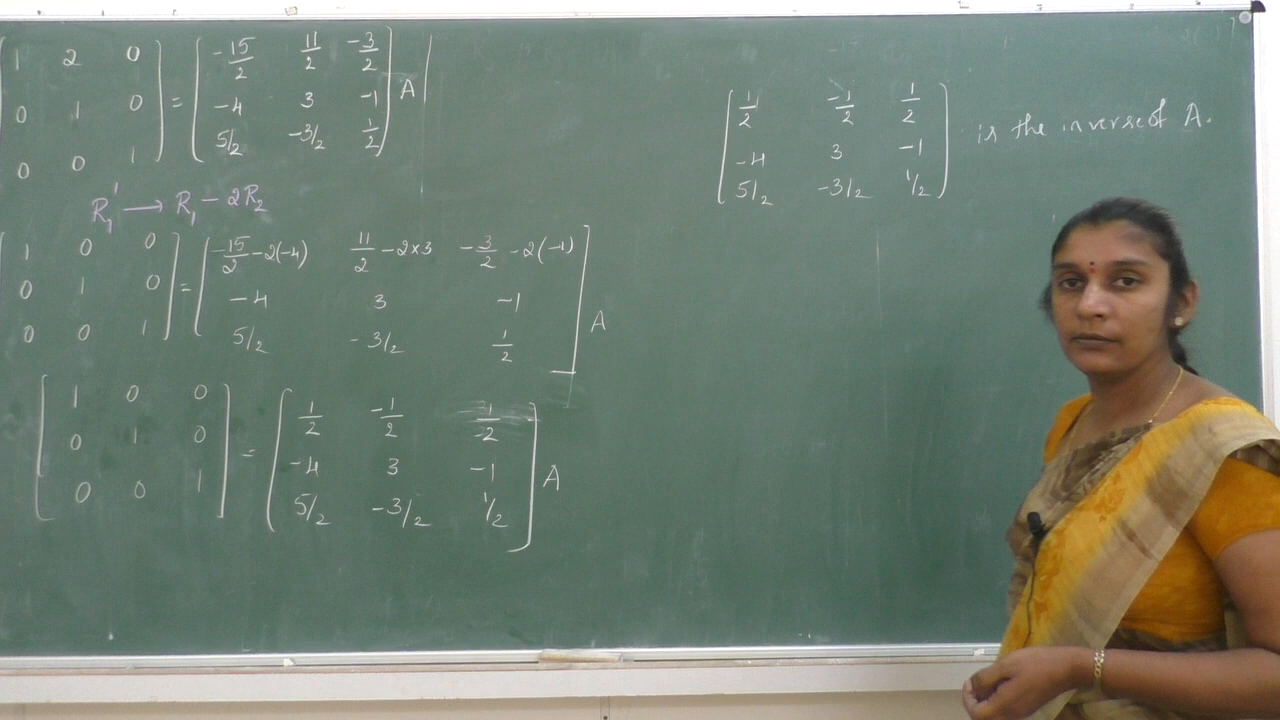 1 2 0 = -15/2 11/2 -3/2 A
0 1 0 -4 3 -1
0 0 1 5/2 -3/2 1/2
R₁' → R₁ - 2R₂
1 0 0 = -15/2-2(-4) 11/2-2×3 -3/2-2(-1) A
0 1 0 -4 3 -1
0 0 1 5/2 -3/2 1/2
1 0 0 = 1/2 -1/2 1/-2 A
0 1 0 -4 3 -1
0 0 1 5/2 -3/2 1/2
1/2 -1/2 1/2 is the inverse of A.
-4 3 -1
5/2 -3/2 1/2